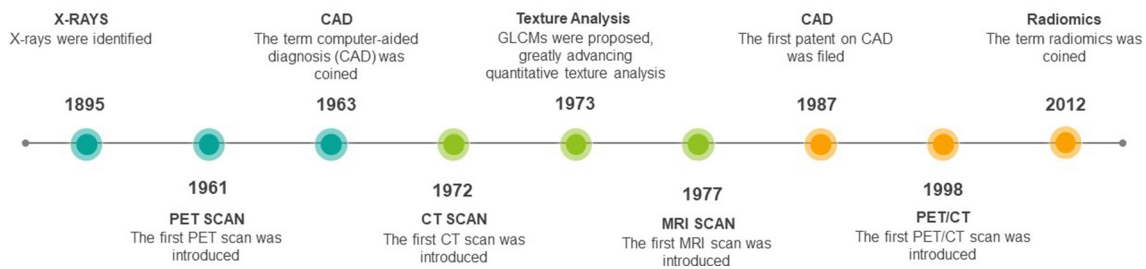 X-RAYS
X-rays were identified
1895
CAD
The term computer-aided
diagnosis (CAD) was
coined
1963
Texture Analysis
GLCMs were proposed,
greatly advancing
quantitative texture analysis
1973
CAD
The first patent on CAD
was filed
1987
Radiomics
The term radiomics was
coined
2012
1961
PET SCAN
The first PET scan was
introduced
1972
CT SCAN
The first CT scan was
introduced
1977
MRI SCAN
The first MRI scan was
introduced
1998
PET/CT
The first PET/CT scan was
introduced